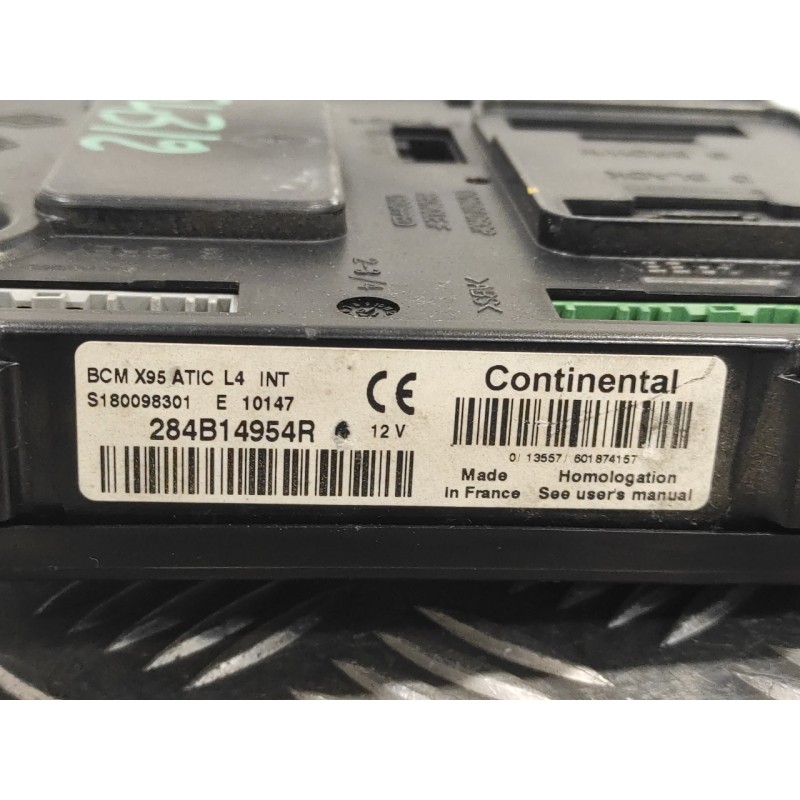 BCM X95 ATIC L4 INT
S180098301 E 10147
284B14954R
12 V
CE
Continental
0/13557/601874157
Made
in France
Homologation
See user's manual